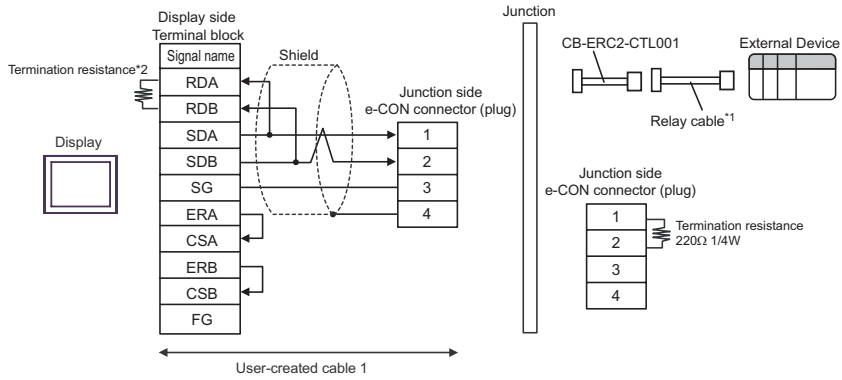 Display side
Terminal block
Signal name
Shield
Termination resistance*2
RDA
RDB
SDA
SDB
SG
ERA
CSA
ERB
CSB
FG
Display
Junction side
e-CON connector (plug)
1
2
3
4
User-created cable 1
Junction
CB-ERC2-CTL001
External Device
Relay cable*1
Junction side
e-CON connector (plug)
1
2
3
4
Termination resistance
220Ω 1/4W